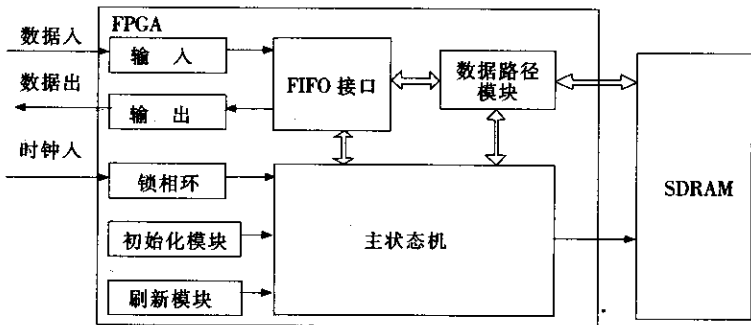 FPGA
数据入
输 入
数据出
输 出
FIFO 接口
数据路径
模块
时钟入
锁相环
初始化模块
刷新模块
主状态机
SDRAM